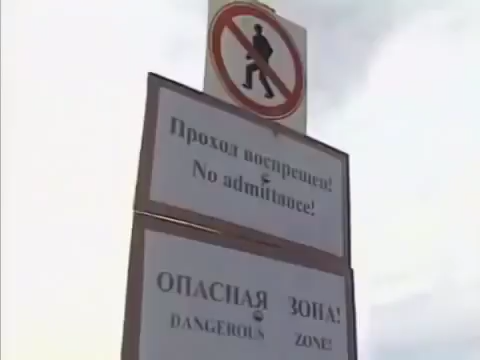 Проход воспрещен!
No admittance!
ОПАСНАЯ ЗОНА!
DANGEROUS ZONE!